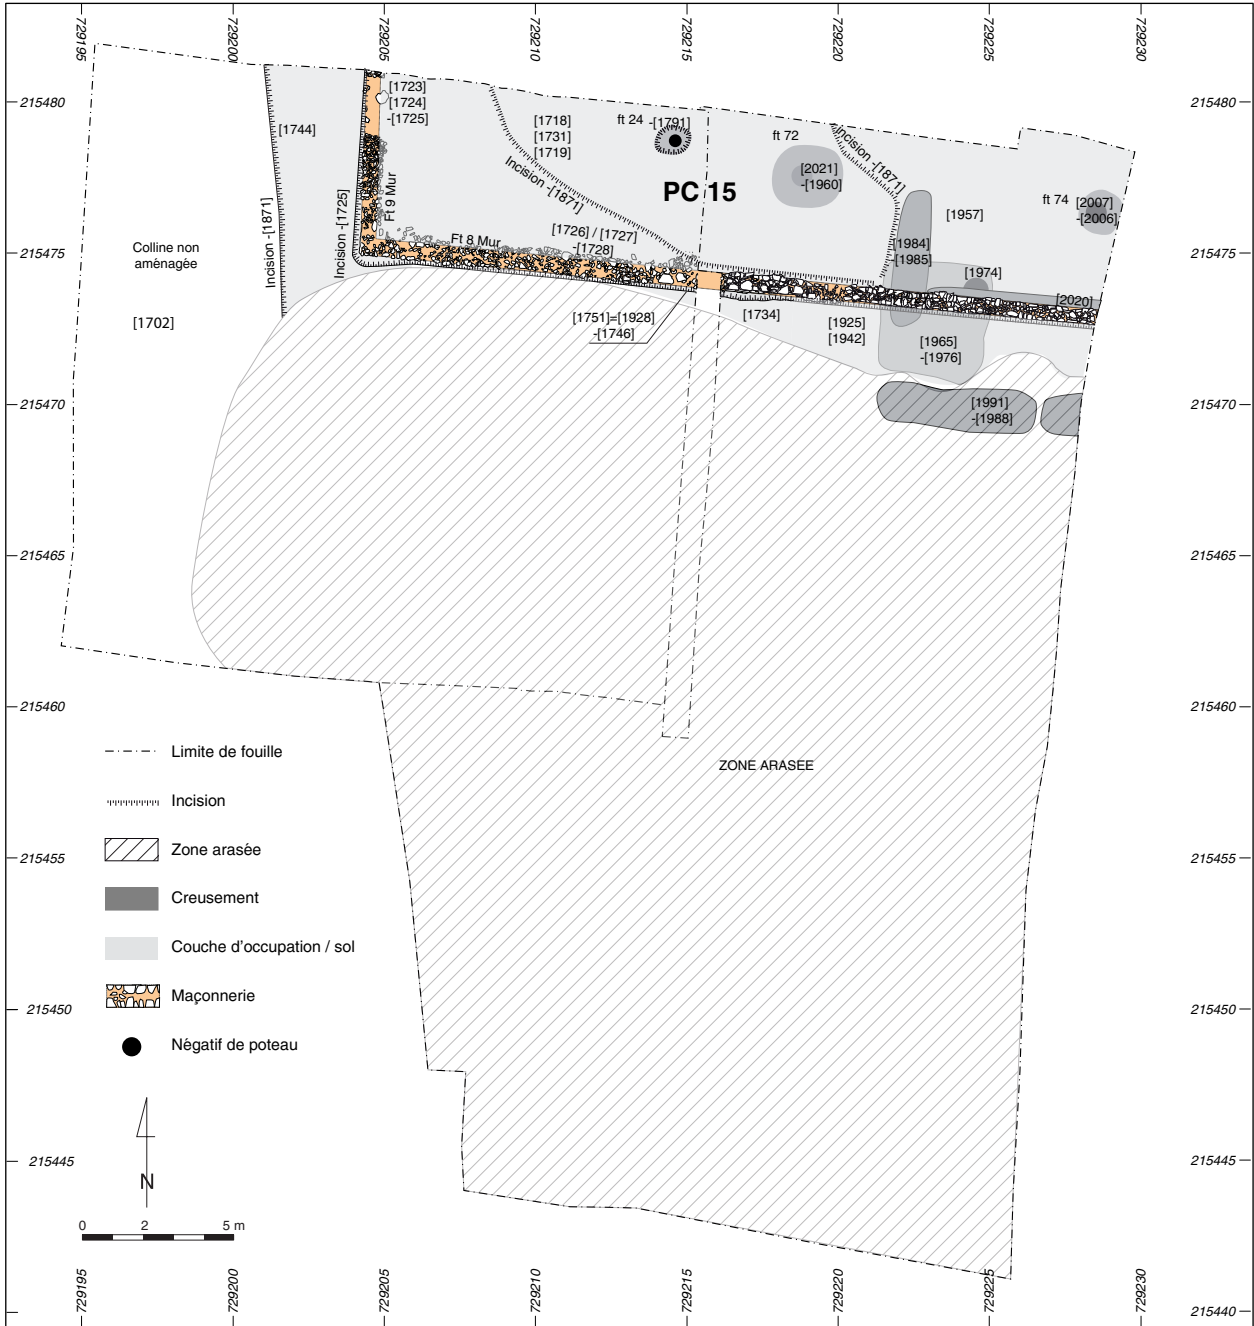 729195
729200
729205
729210
729215
729220
729225
729230
215480
215480
[1723]
[1724]
-[1725]
[1718]
[1731]
[1719]
ft 24
-[1791]
ft 72
Incision -[1871]
[1744]
[2021]
-[1960]
PC 15
Incision -[1871]
ft 74
[2007]
-[2006]
[1957]
Ft 9 Mur
Incision -[1871]
Incision -[1725]
Ft 8 Mur
[1726] / [1727]
-[1728]
[1984]
[1985]
215475
215475
Colline non
aménagée
[1974]
[2020]
[1702]
[1751]=[1928]
-[1746]
[1734]
[1925]
[1942]
[1965]
-[1976]
215470
215470
[1991]
-[1988]
215465
215465
215460
215460
Limite de fouille
ZONE ARASEE
Incision
Zone arasée
215455
215455
Creusement
Couche d'occupation / sol
Maçonnerie
215450
215450
Négatif de poteau
215445
215445
N
0 2 5 m
729195
729200
729205
729210
729215
729220
729225
729230
215440